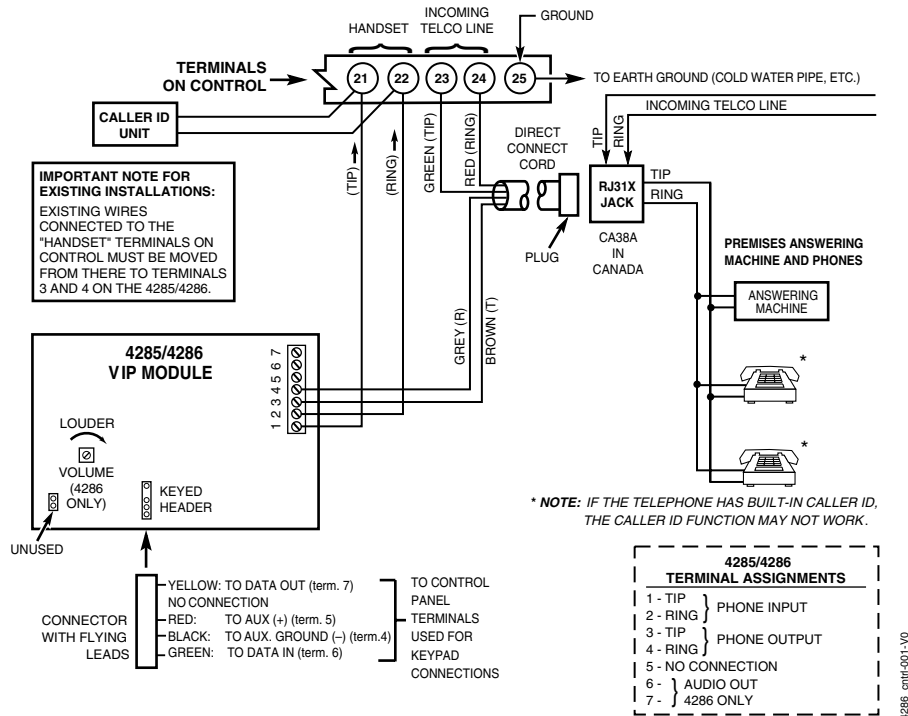 INCOMING
TELCO LINE
HANDSET
GROUND
TERMINALS
ON CONTROL
21 22 23 24 25
TO EARTH GROUND (COLD WATER PIPE, ETC.)
INCOMING TELCO LINE
CALLER ID
UNIT
(TIP)
(RING)
GREEN (TIP)
RED (RING)
DIRECT
CONNECT
CORD
TIP
RING
RJ31X
JACK
TIP
RING
CA38A
IN
CANADA
PLUG
IMPORTANT NOTE FOR
EXISTING INSTALLATIONS:
EXISTING WIRES
CONNECTED TO THE
"HANDSET" TERMINALS ON
CONTROL MUST BE MOVED
FROM THERE TO TERMINALS
3 AND 4 ON THE 4285/4286.
PREMISES ANSWERING
MACHINE AND PHONES
ANSWERING
MACHINE
*
*
GREY (R)
BROWN (T)
4285/4286
VIP MODULE
1 2 3 4 5 6 7
LOUDER
VOLUME
(4286
ONLY)
KEYED
HEADER
UNUSED
* NOTE: IF THE TELEPHONE HAS BUILT-IN CALLER ID,
THE CALLER ID FUNCTION MAY NOT WORK.
CONNECTOR
WITH FLYING
LEADS
YELLOW: TO DATA OUT (term. 7)
NO CONNECTION
RED: TO AUX (+) (term. 5)
BLACK: TO AUX. GROUND (–) (term.4)
GREEN: TO DATA IN (term. 6)
TO CONTROL
PANEL
TERMINALS
USED FOR
KEYPAD
CONNECTIONS
4285/4286
TERMINAL ASSIGNMENTS
1 - TIP
2 - RING
PHONE INPUT
3 - TIP
4 - RING
PHONE OUTPUT
5 - NO CONNECTION
6 -
7 -
AUDIO OUT
4286 ONLY